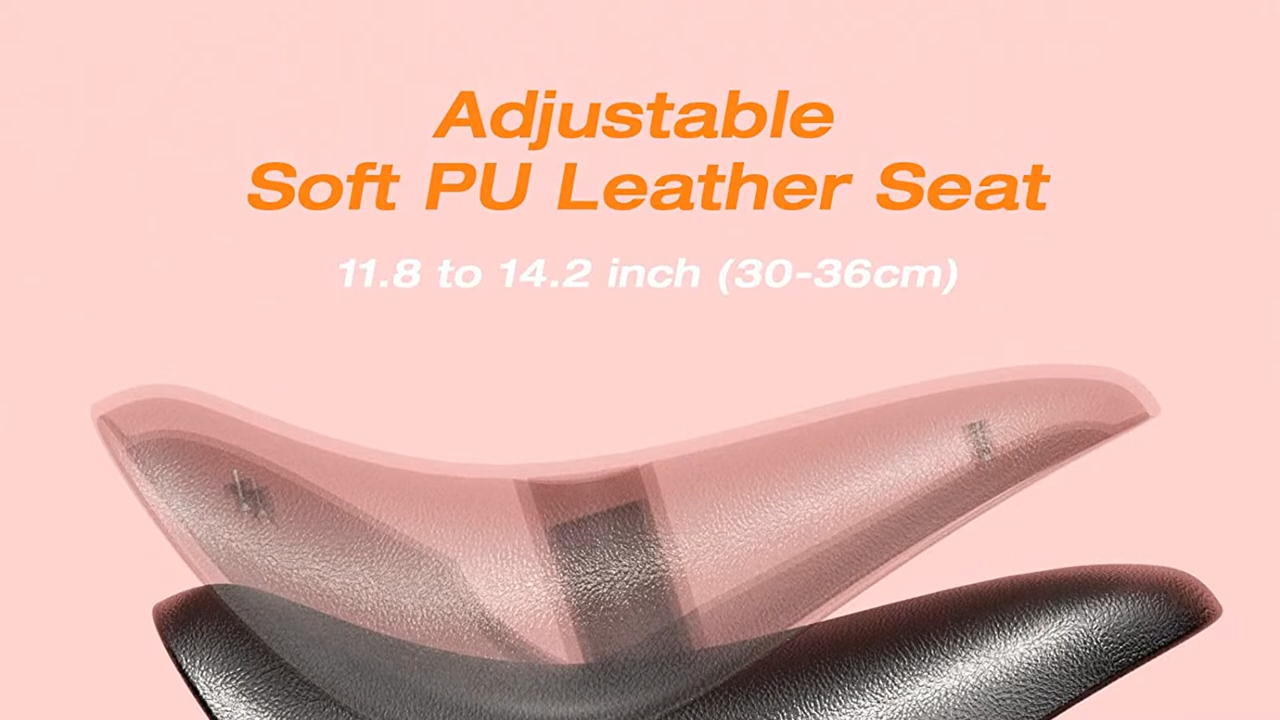 Adjustable
Soft PU Leather Seat
11.8 to 14.2 inch (30-36cm)